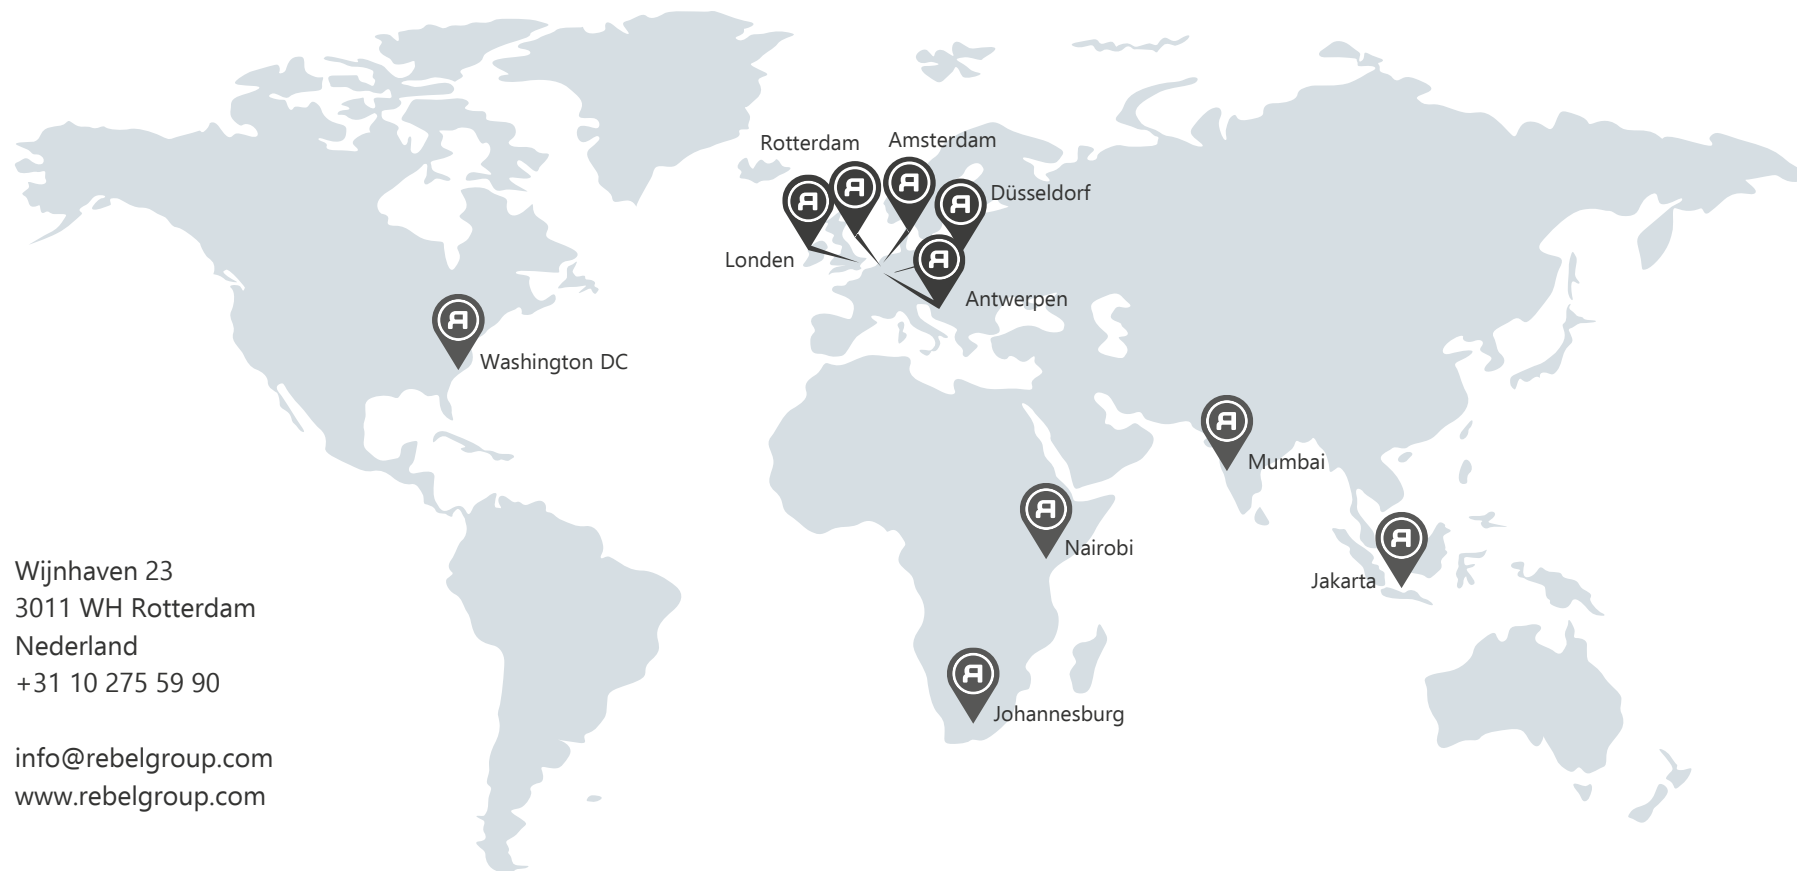 Rotterdam
Amsterdam
Düsseldorf
Londen
Antwerpen
Washington DC
Mumbai
Nairobi
Jakarta
Johannesburg
Wijnhaven 23
3011 WH Rotterdam
Nederland
+31 10 275 59 90
info@rebelgroup.com
www.rebelgroup.com